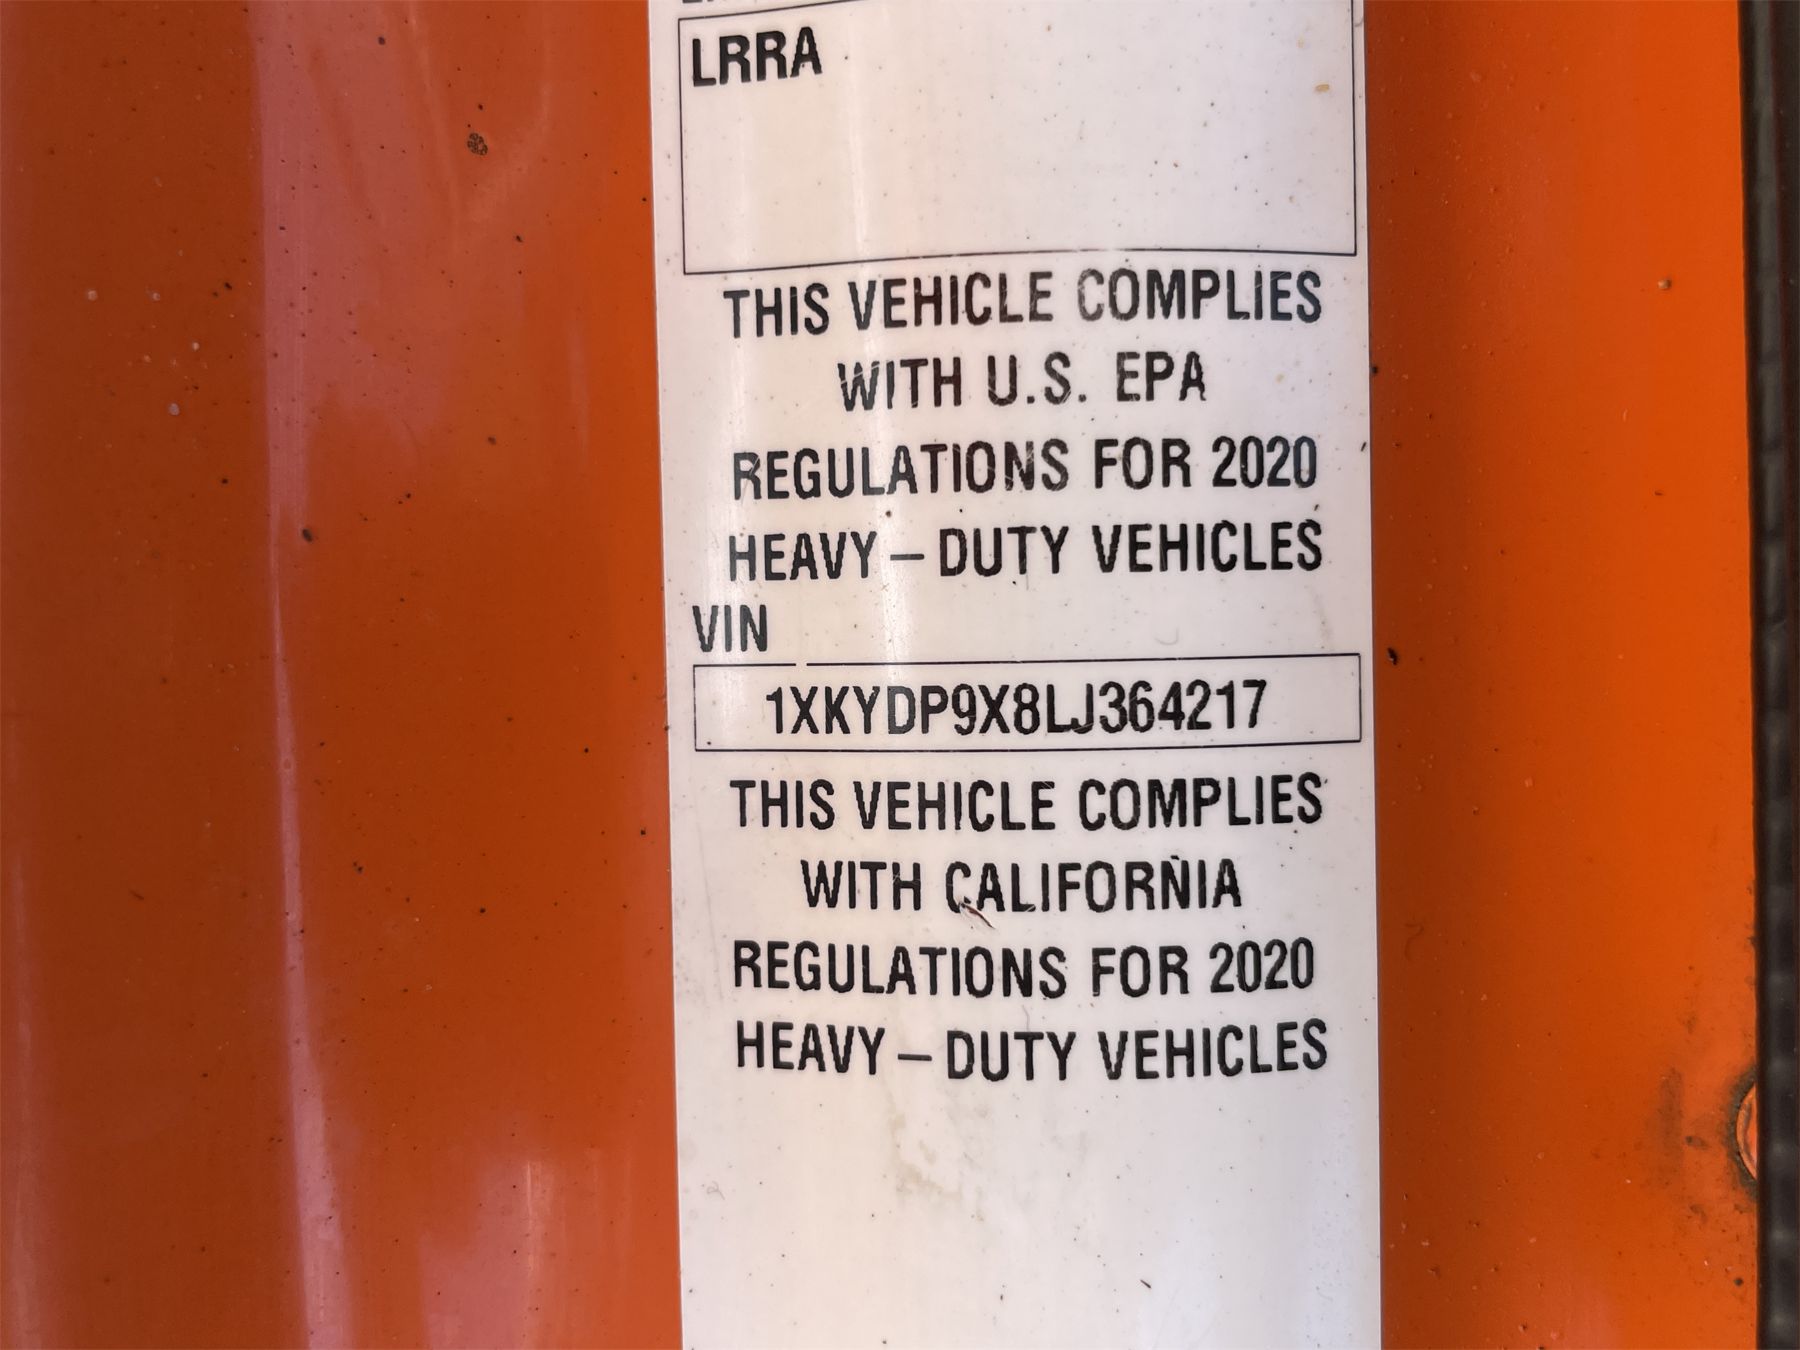 LRRA
THIS VEHICLE COMPLIES
WITH U.S. EPA
REGULATIONS FOR 2020
HEAVY – DUTY VEHICLES
VIN
1XKYDP9X8LJ364217
THIS VEHICLE COMPLIES
WITH CALIFORNIA
REGULATIONS FOR 2020
HEAVY – DUTY VEHICLES